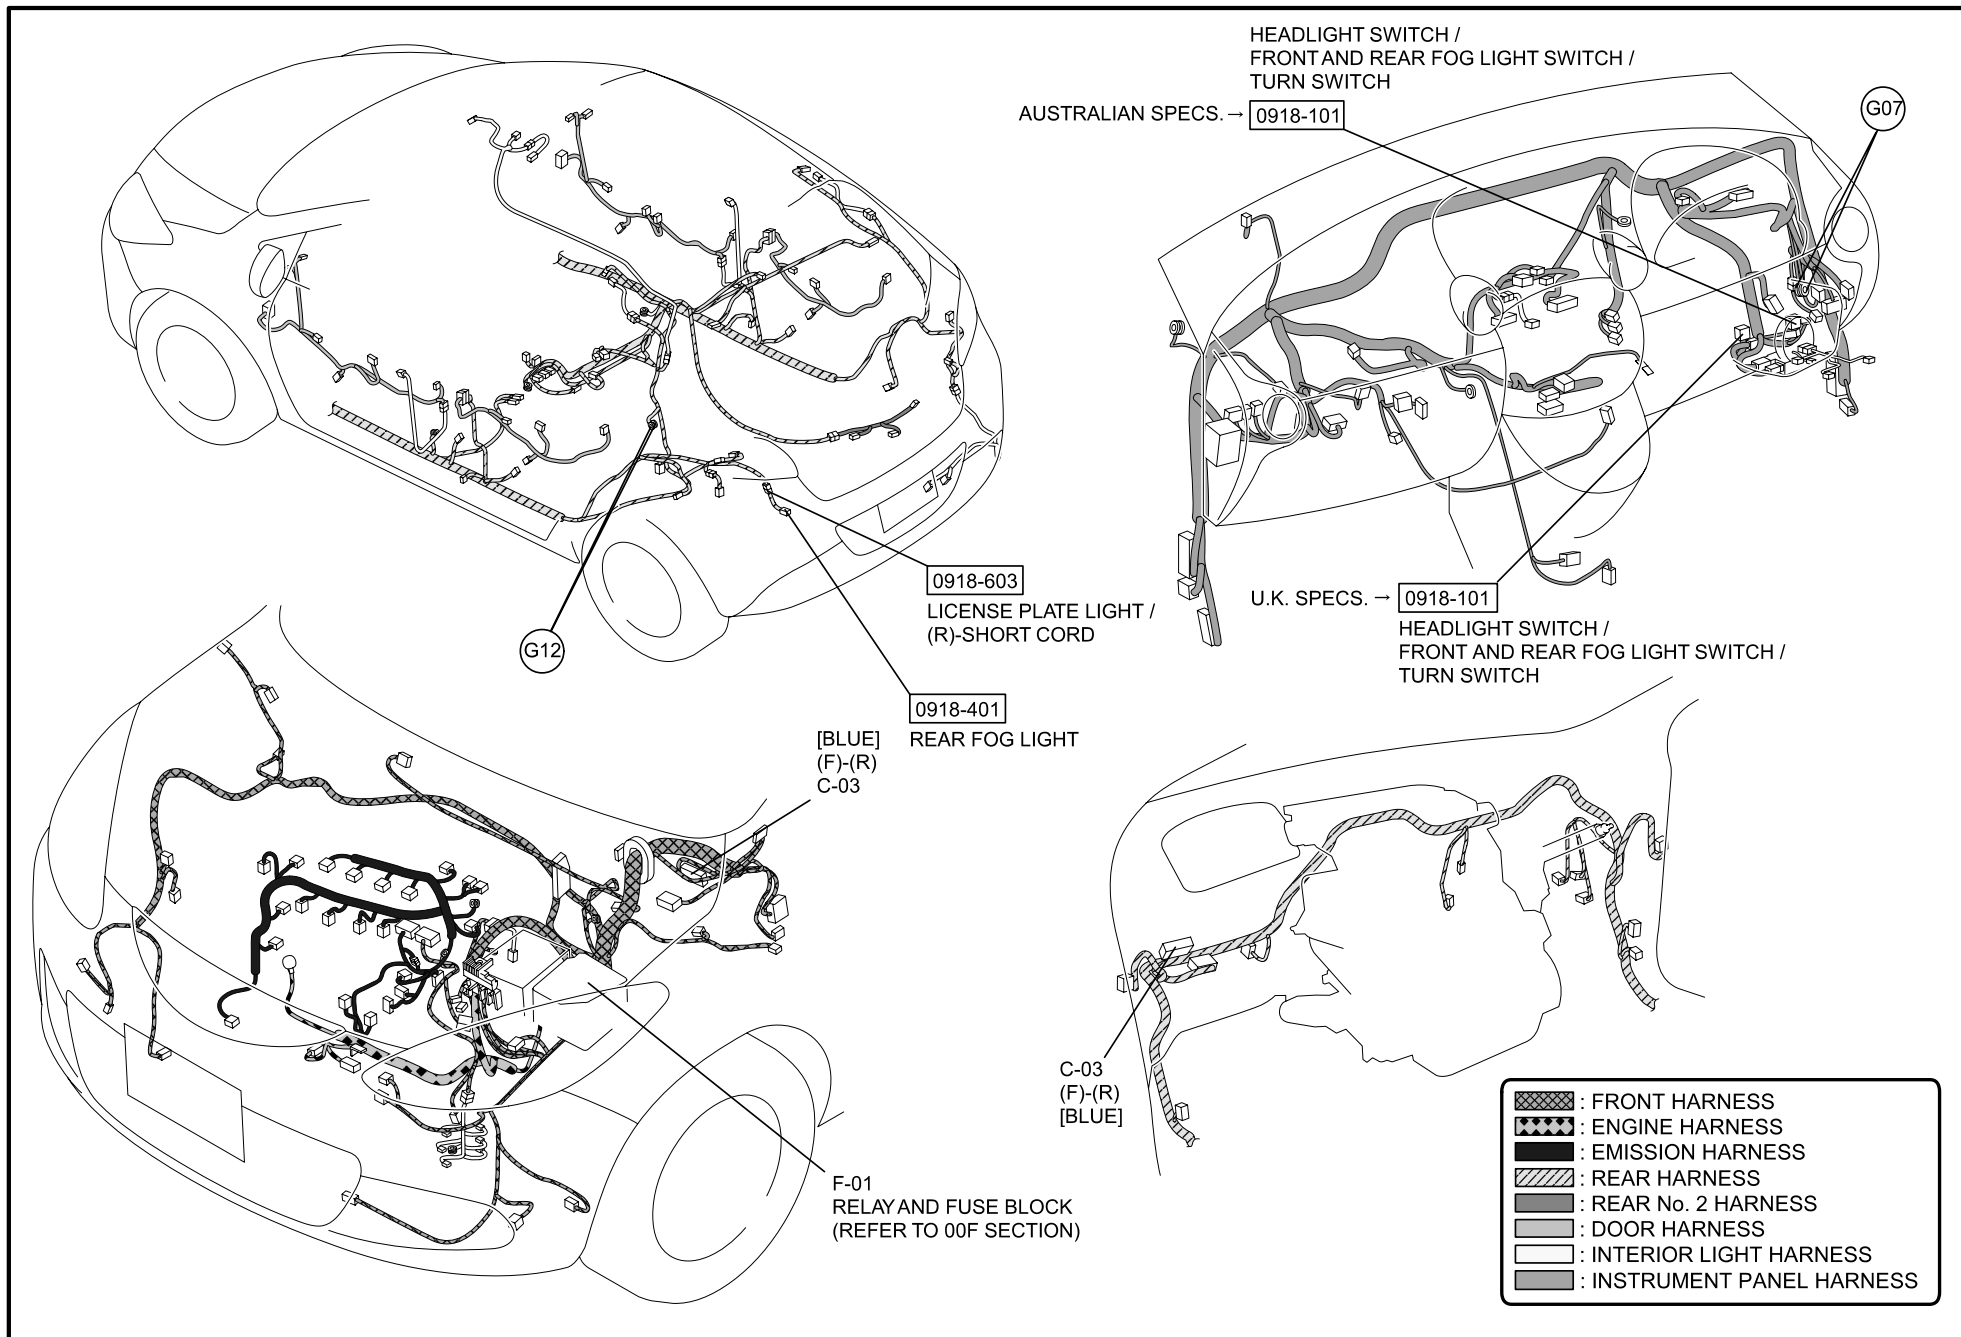 HEADLIGHT SWITCH /
FRONT AND REAR FOG LIGHT SWITCH /
TURN SWITCH
AUSTRALIAN SPECS. → 0918-101
G07
0918-603
LICENSE PLATE LIGHT /
(R)-SHORT CORD
G12
0918-401
REAR FOG LIGHT
U.K. SPECS. → 0918-101
HEADLIGHT SWITCH /
FRONT AND REAR FOG LIGHT SWITCH /
TURN SWITCH
[BLUE]
(F)-(R)
C-03
F-01
RELAY AND FUSE BLOCK
(REFER TO 00F SECTION)
C-03
(F)-(R)
[BLUE]
: FRONT HARNESS
: ENGINE HARNESS
: EMISSION HARNESS
: REAR HARNESS
: REAR No. 2 HARNESS
: DOOR HARNESS
: INTERIOR LIGHT HARNESS
: INSTRUMENT PANEL HARNESS